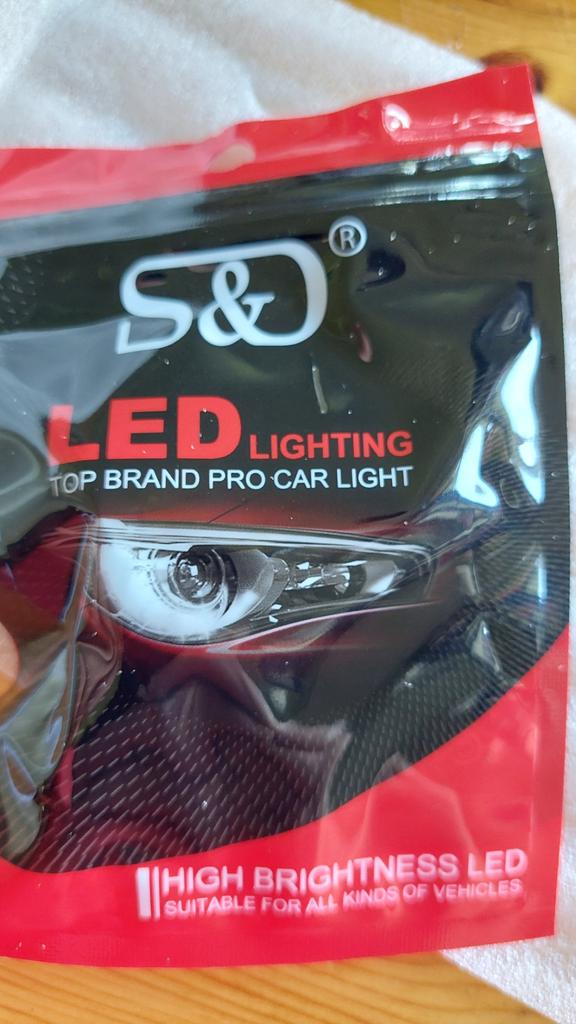 S&D ®
LED LIGHTING
TOP BRAND PRO CAR LIGHT
HIGH BRIGHTNESS LED
SUITABLE FOR ALL KINDS OF VEHICLES